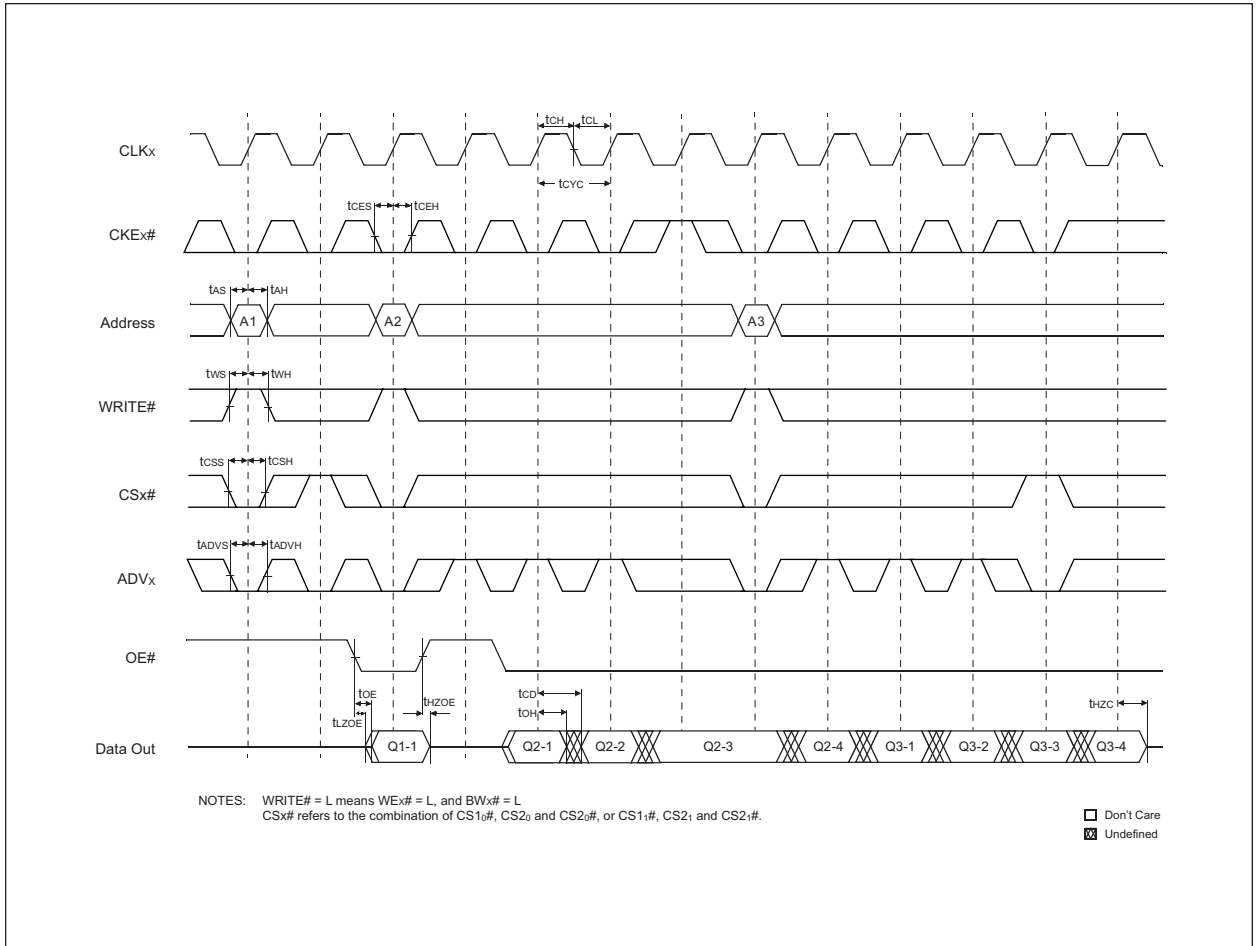 tCH tCL
CLKx
tCYC
tCES tCEH
CKEx#
tAS tAH
Address A1 A2 A3
tWS tWH
WRITE#
tCSS tCSH
CSx#
tADVS tADVH
ADVx
OE#
tOE tHZOE tCD
tLZOE tOH tHZC
Data Out Q1-1 Q2-1 Q2-2 Q2-3 Q2-4 Q3-1 Q3-2 Q3-3 Q3-4
NOTES: WRITE# = L means WEx# = L, and BWx# = L
CSx# refers to the combination of CS10#, CS20 and CS20#, or CS11#, CS21 and CS21#.
Don't Care
Undefined